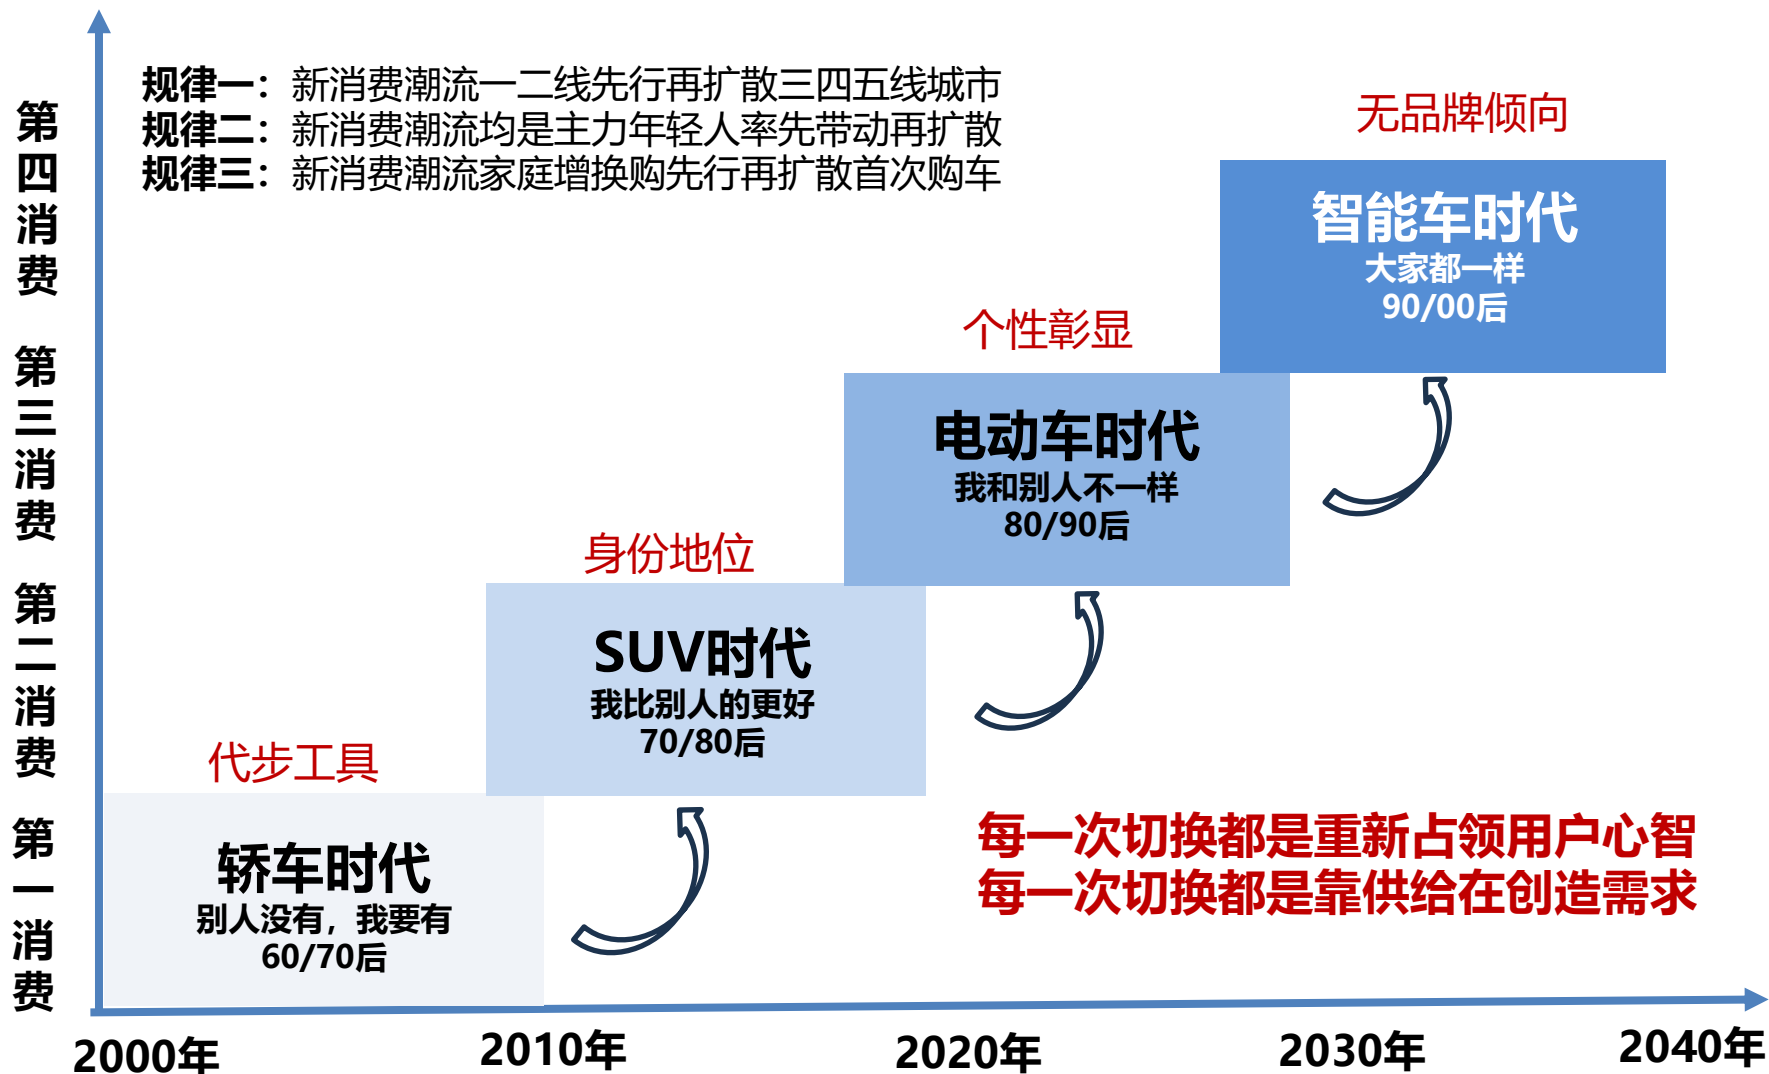 规律一：新消费潮流一二线先行再扩散三四五线城市
规律二：新消费潮流均是主力年轻人率先带动再扩散
规律三：新消费潮流家庭增换购先行再扩散首次购车
第四消费
第三消费
第二消费
第一消费
无品牌倾向
智能车时代
大家都一样
90/00后
个性彰显
电动车时代
我和别人不一样
80/90后
身份地位
SUV时代
我比别人的更好
70/80后
代步工具
轿车时代
别人没有，我要有
60/70后
每一次切换都是重新占领用户心智
每一次切换都是靠供给在创造需求
2000年
2010年
2020年
2030年
2040年